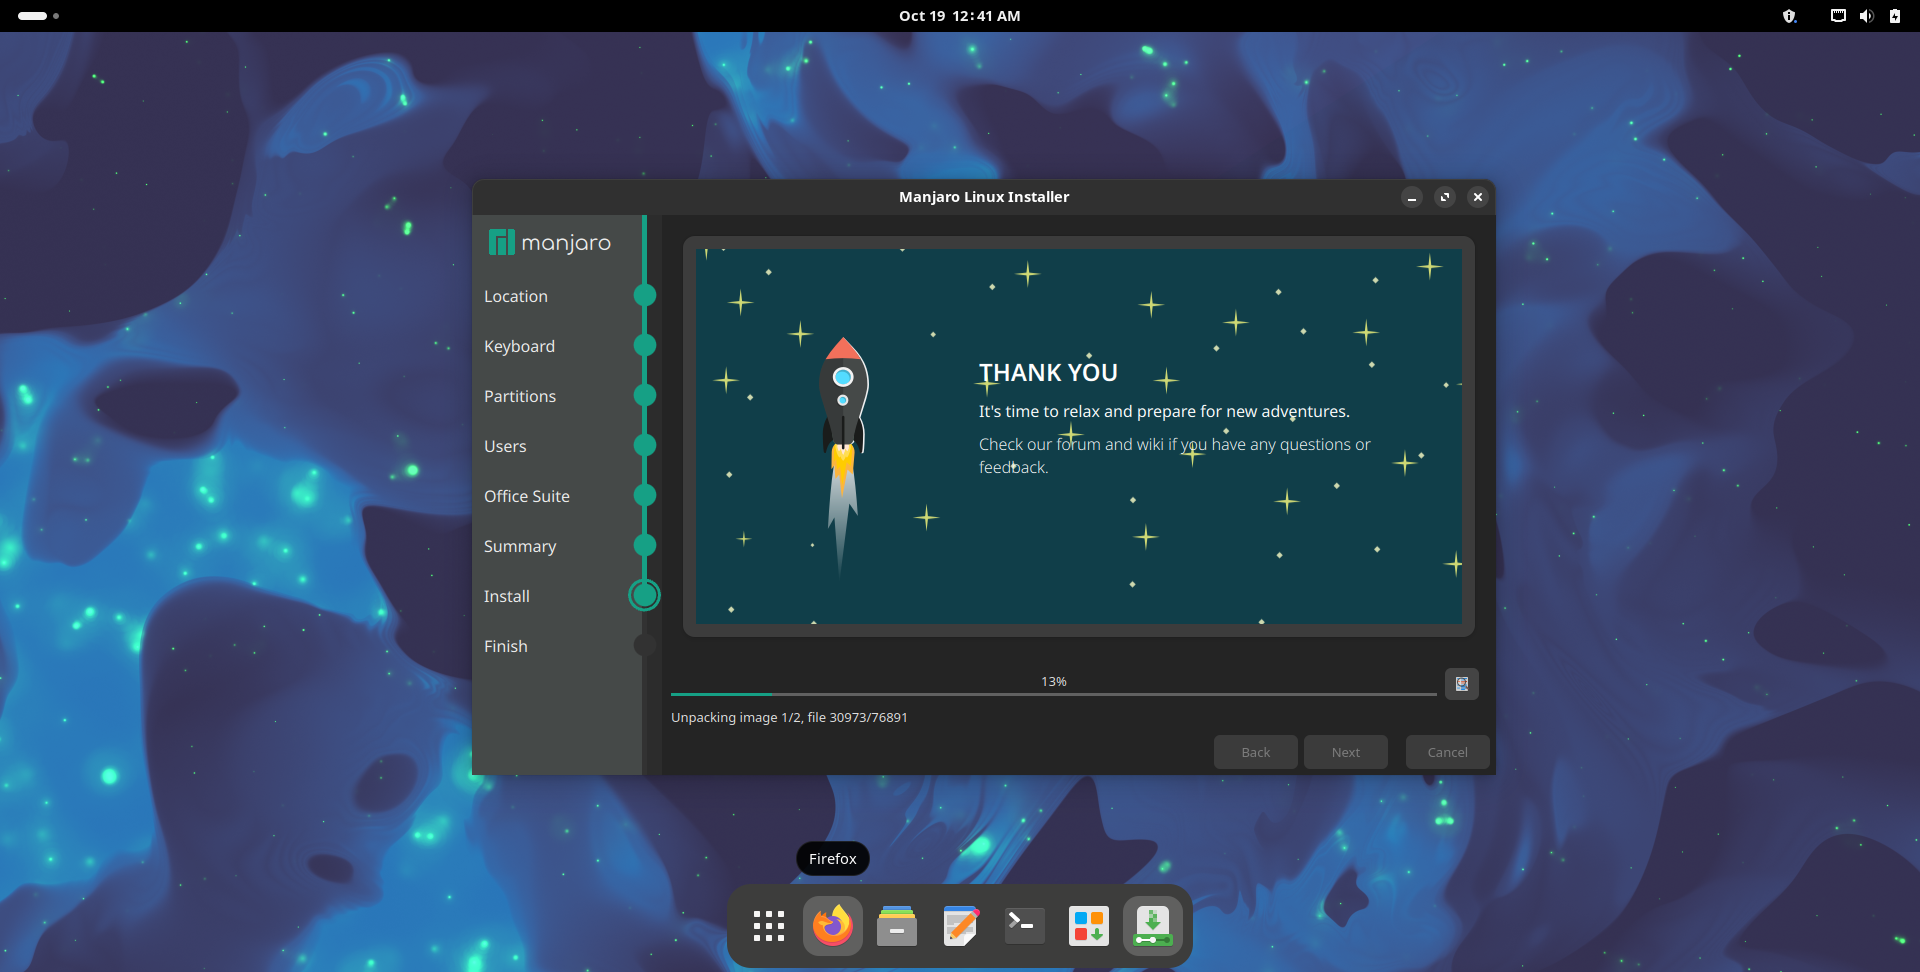 Oct 19 12:41 AM
Manjaro Linux Installer
manjaro
Location
Keyboard
Partitions
Users
Office Suite
Summary
Install
Finish
THANK YOU
It's time to relax and prepare for new adventures.
Check our forum and wiki if you have any questions or
feedback.
13%
Unpacking image 1/2, file 30973/76891
Back
Next
Cancel
Firefox